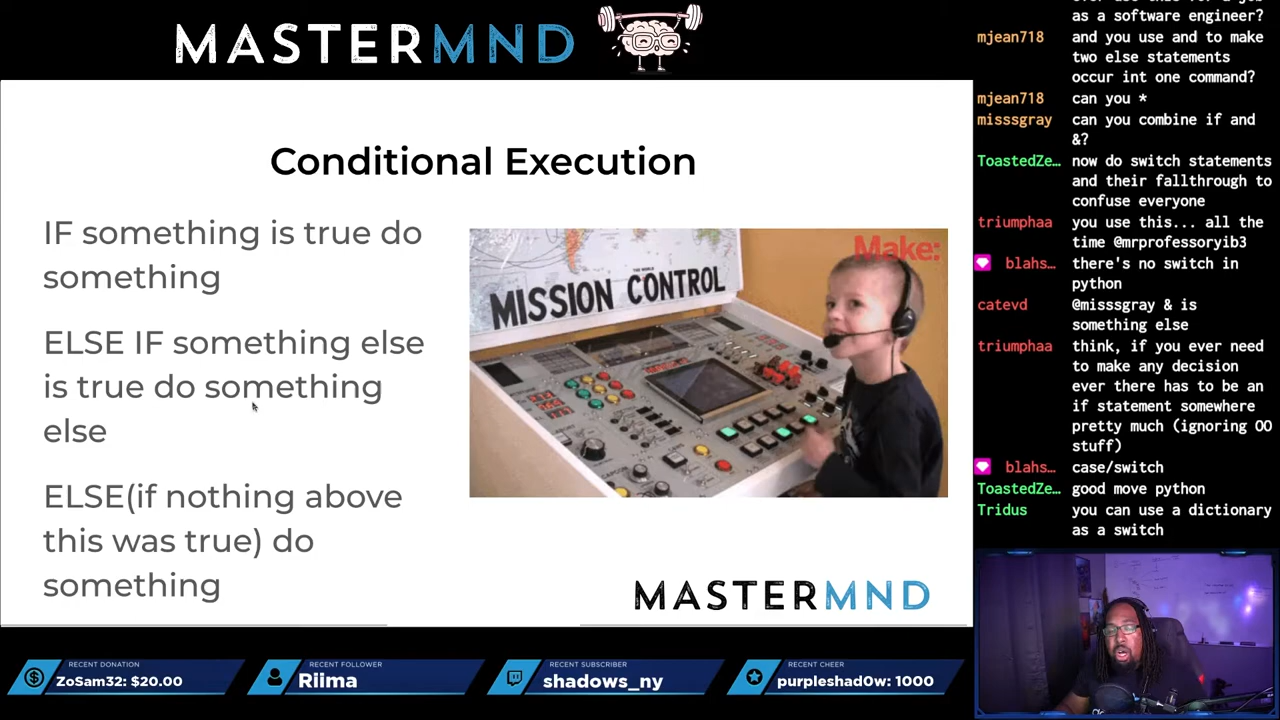 MASTERMND
Conditional Execution
IF something is true do
something
ELSE IF something else
is true do something
else
ELSE(if nothing above
this was true) do
something
Make:
THE WORLD
MISSION CONTROL
MASTERMND
as a software engineer?
mjean718 and you use and to make
two else statements
occur int one command?
mjean718 can you *
misssgray can you combine if and
&?
ToastedZe… now do switch statements
and their fallthrough to
confuse everyone
triumphaa you use this... all the
time @mrprofessoryib3
blahs… there's no switch in
python
catevd @misssgray & is
something else
triumphaa think, if you ever need
to make any decision
ever there has to be an
if statement somewhere
pretty much (ignoring OO
stuff)
blahs… case/switch
ToastedZe… good move python
Tridus you can use a dictionary
as a switch
RECENT DONATION
ZoSam32: $20.00
RECENT FOLLOWER
Riima
RECENT SUBSCRIBER
shadows_ny
RECENT CHEER
purpleshad0w: 1000